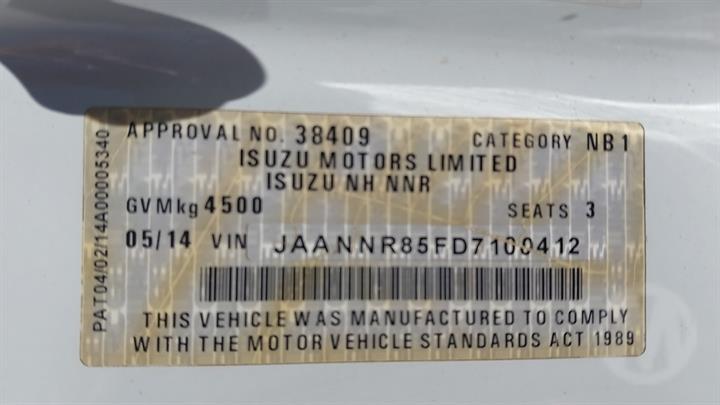 APPROVAL NO. 38409 CATEGORY NB1
ISUZU MOTORS LIMITED
ISUZU NH NNR
GVMkg 4500 SEATS 3
05/14 VIN JAANNR85FD7100412
THIS VEHICLE WAS MANUFACTURED TO COMPLY
WITH THE MOTOR VEHICLE STANDARDS ACT 1989
PAT04/02/14A00005340